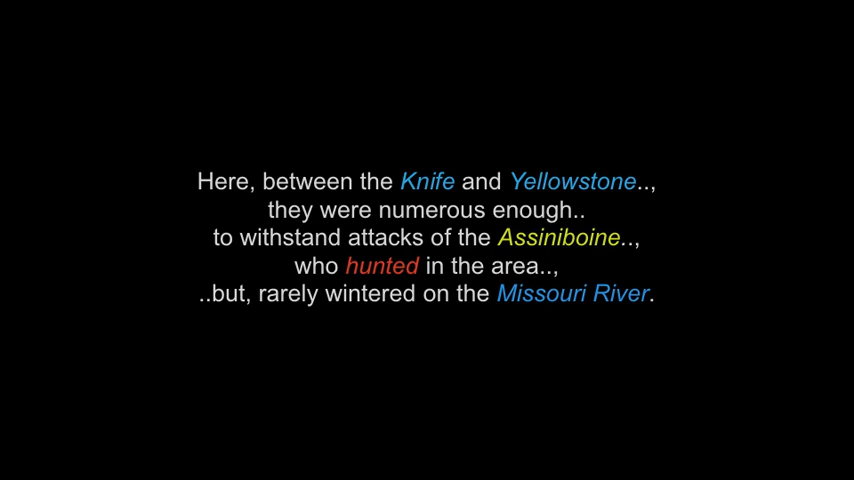 Here, between the Knife and Yellowstone..,
they were numerous enough..
to withstand attacks of the Assiniboine..,
who hunted in the area..,
..but, rarely wintered on the Missouri River.